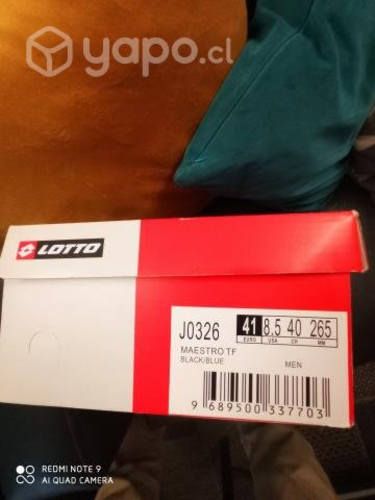 yapo.cl
LOTTO
J0326
41 8.5 40 265
EURO USA CH MM
MAESTRO TF
BLACK/BLUE
MEN
9 689500 337703
REDMI NOTE 9
AI QUAD CAMERA